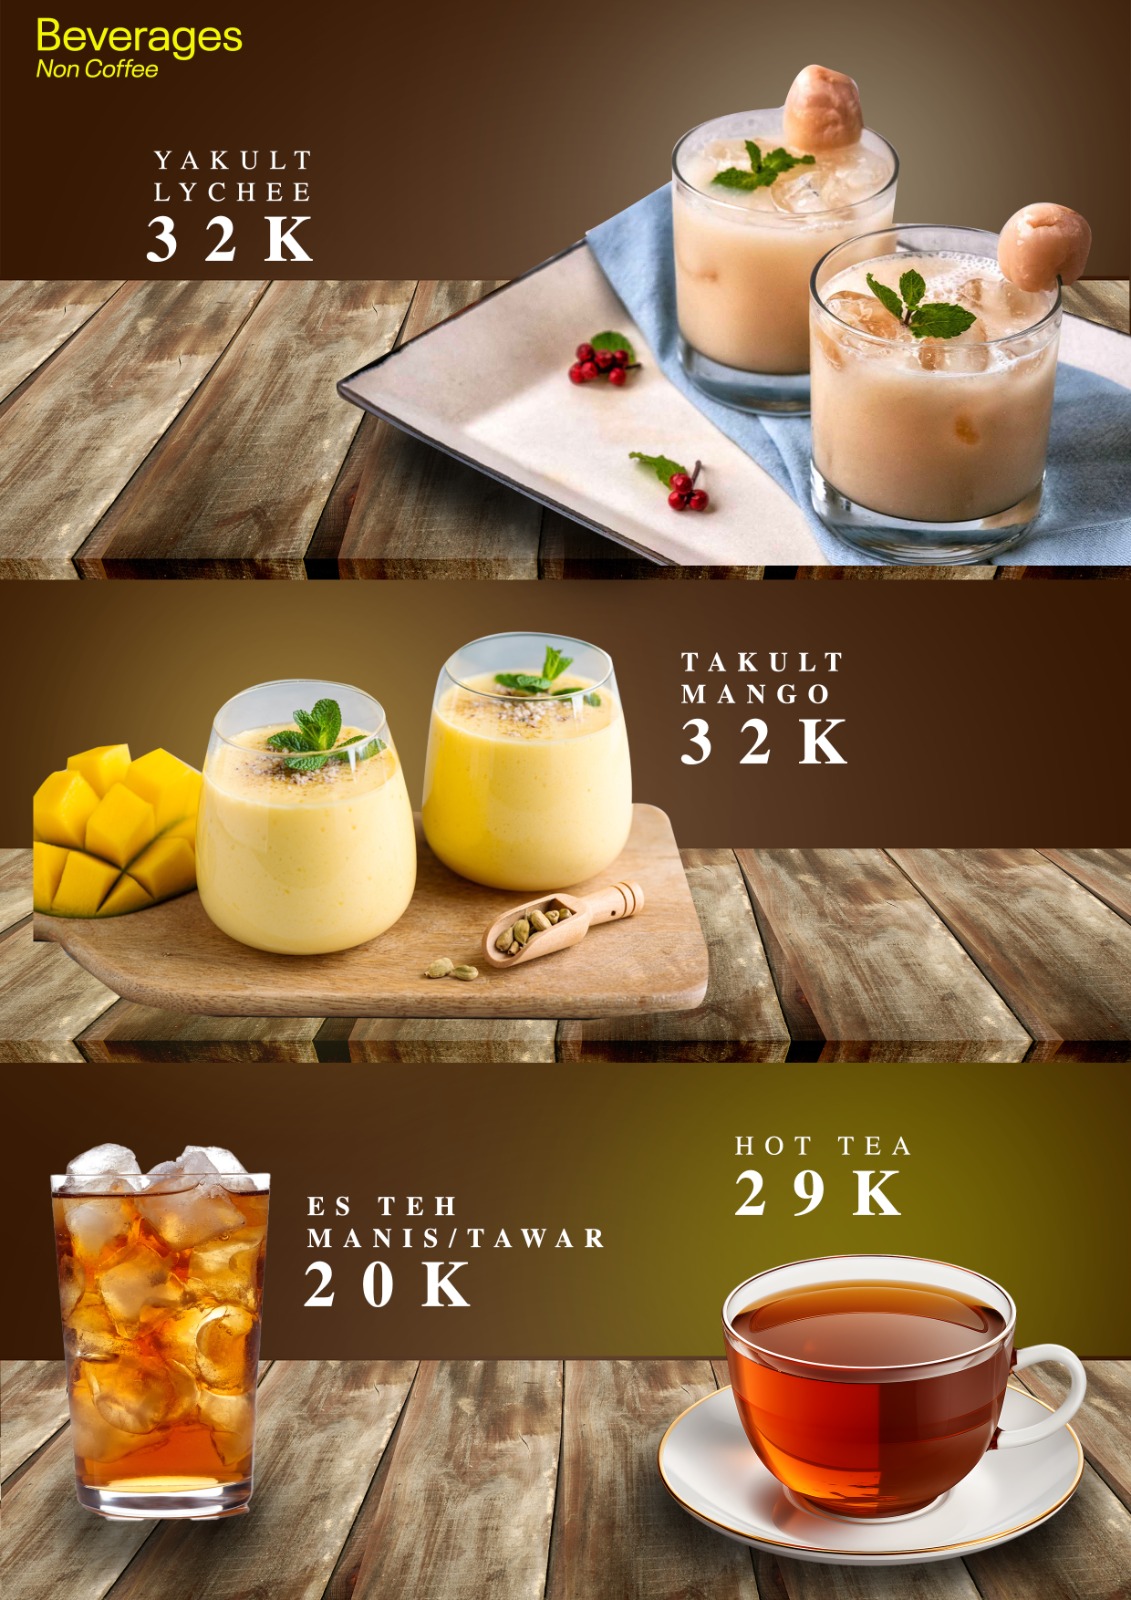 Beverages
Non Coffee
YAKULT
LYCHEE
32K
TAKULT
MANGO
32K
ES TEH
MANIS/TAWAR
20K
HOT TEA
29K